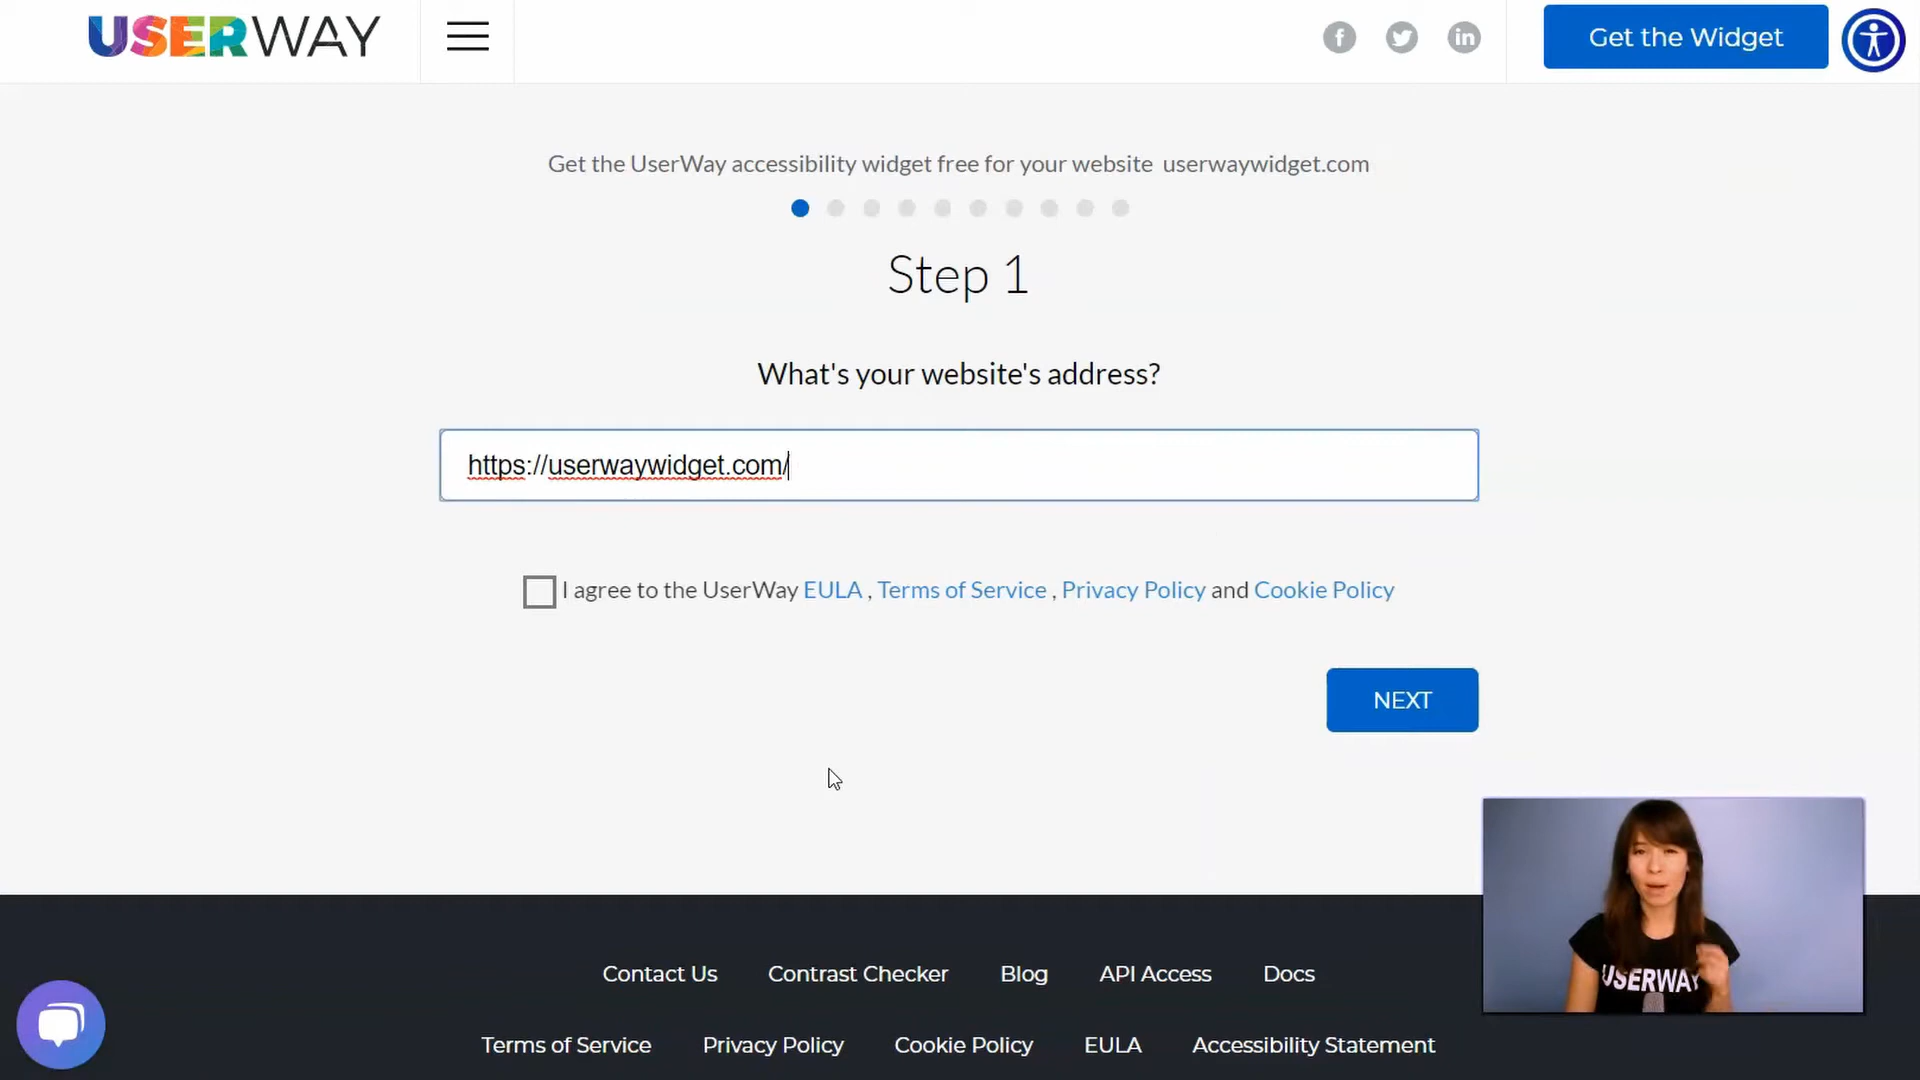 USERWAY
Get the Widget
Get the UserWay accessibility widget free for your website userwaywidget.com
Step 1
What's your website's address?
https://userwaywidget.com/
I agree to the UserWay EULA , Terms of Service , Privacy Policy and Cookie Policy
NEXT
USERWAY
Contact Us Contrast Checker Blog API Access Docs
Terms of Service Privacy Policy Cookie Policy EULA Accessibility Statement